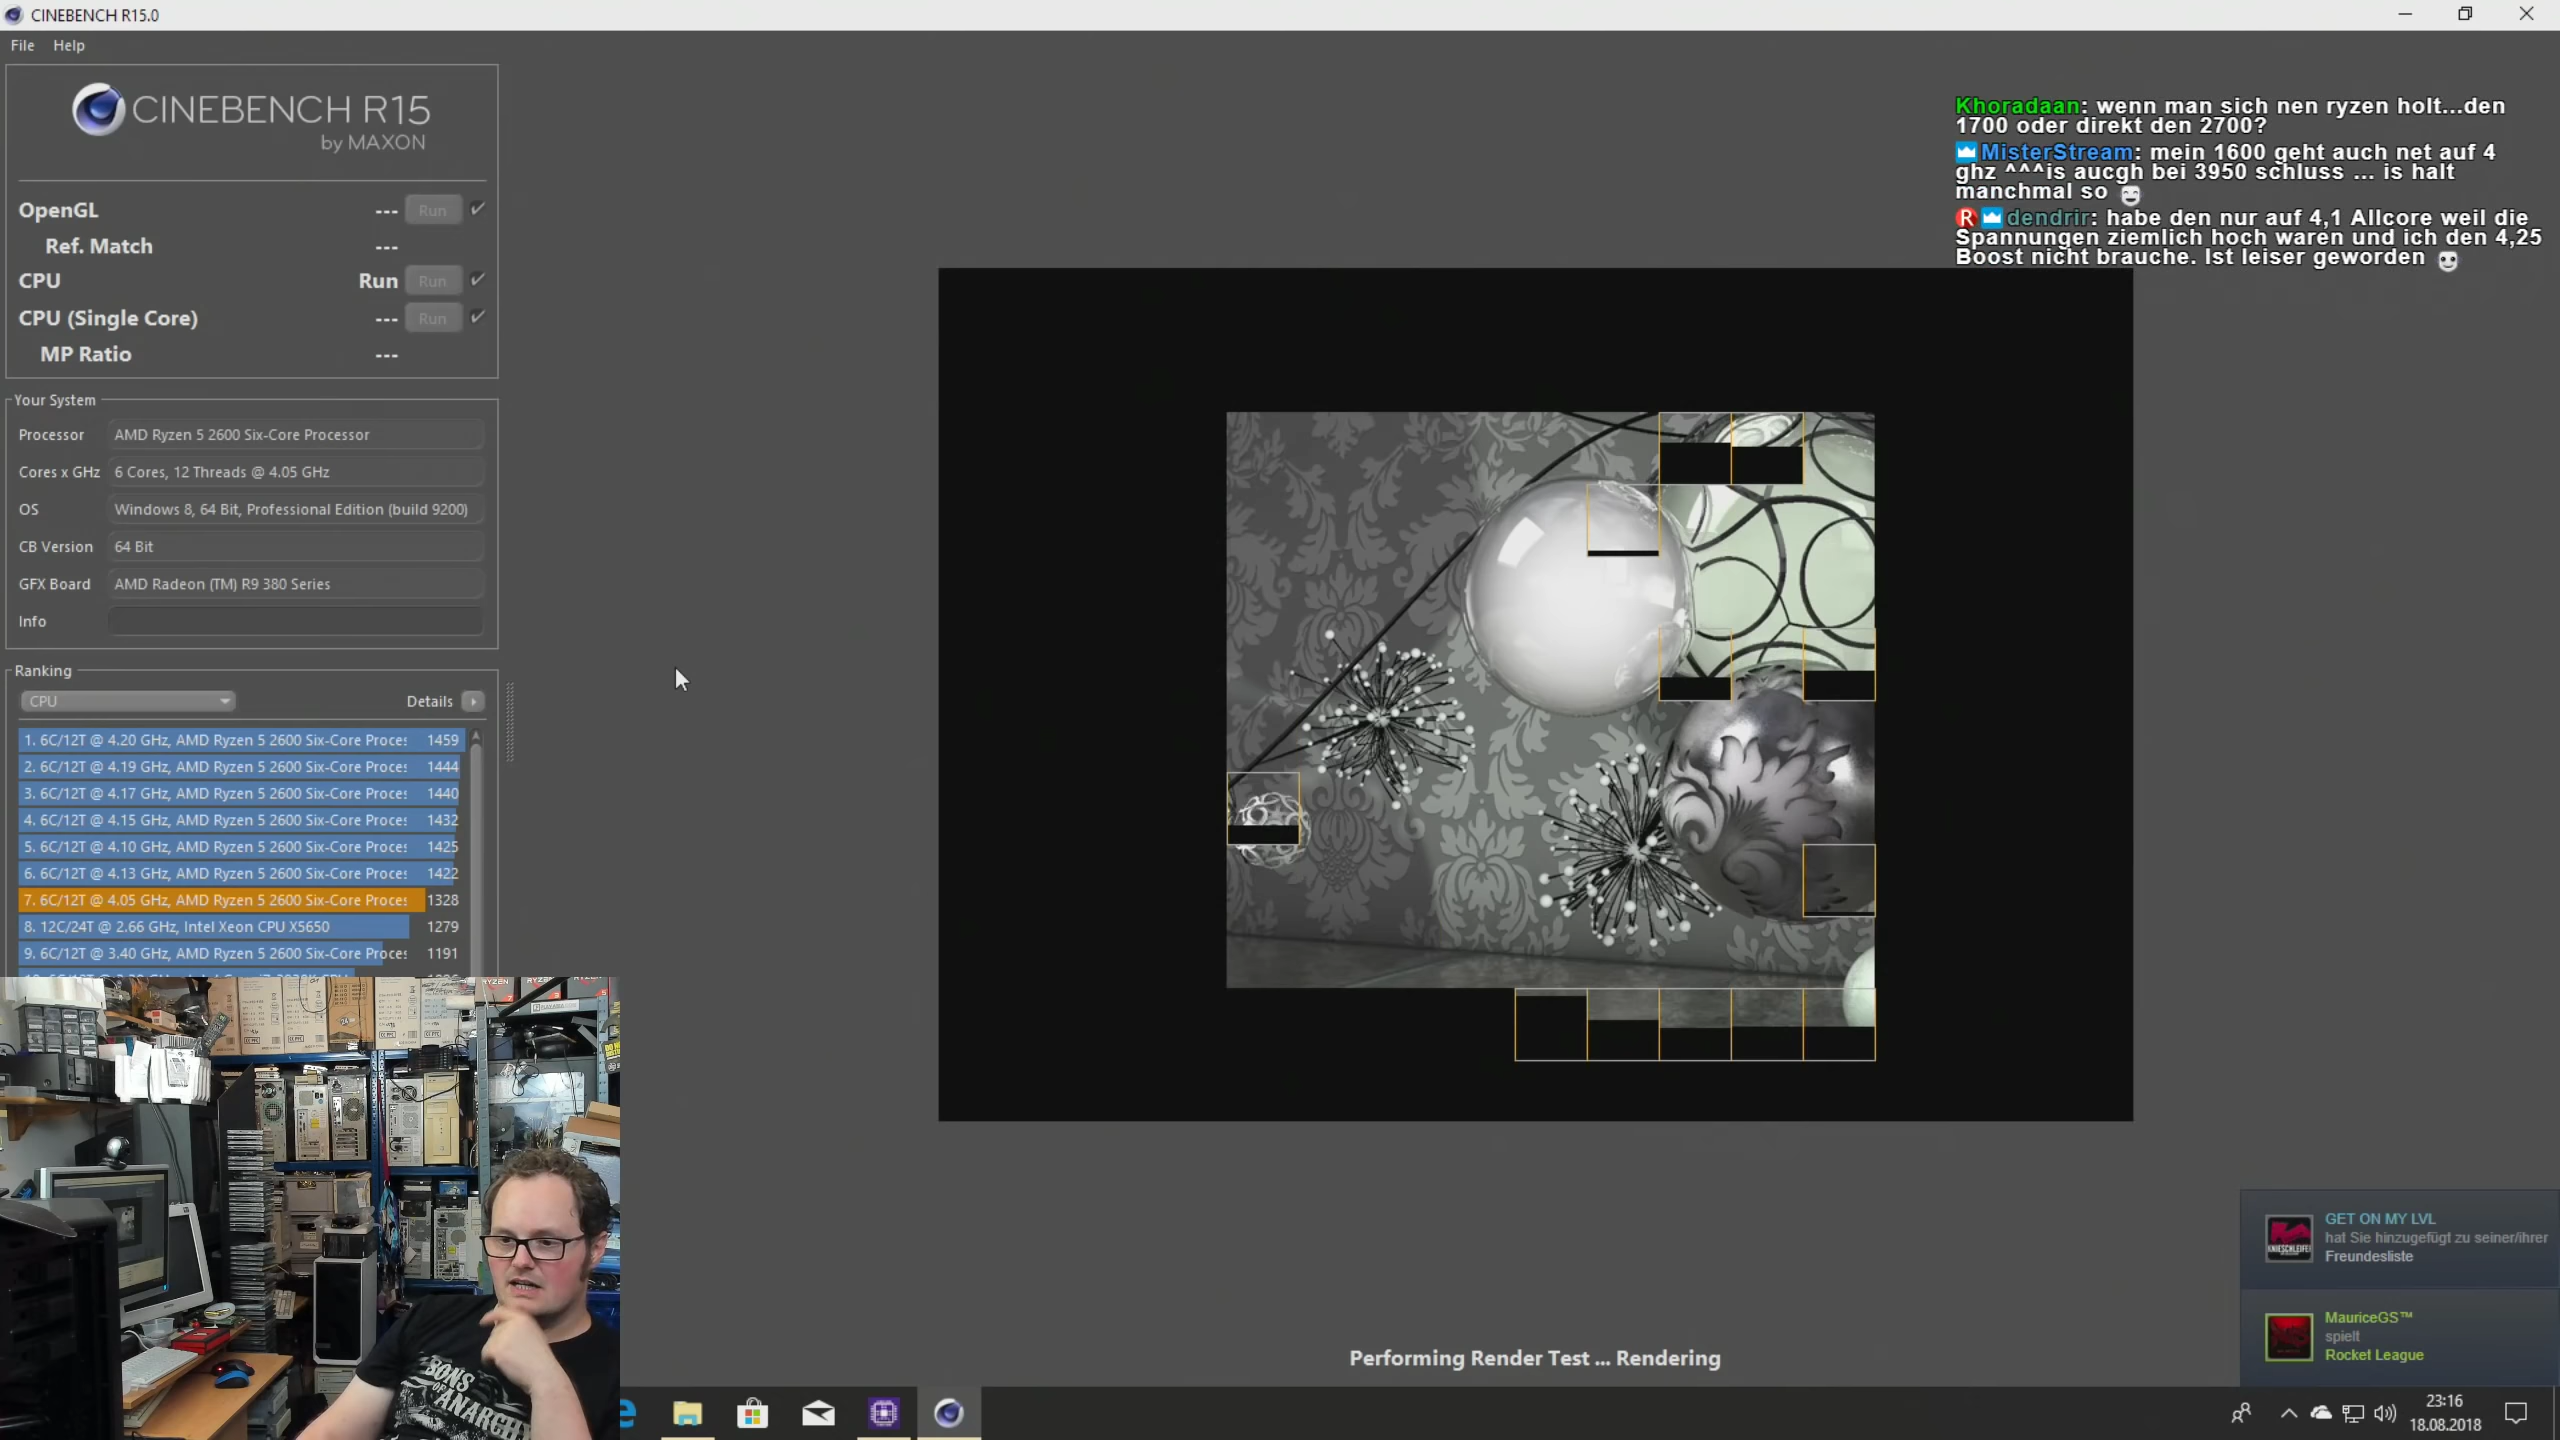 CINEBENCH R15.0
File Help
CINEBENCH R15
by MAXON
OpenGL --- Run
Ref. Match ---
CPU Run Run
CPU (Single Core) --- Run
MP Ratio ---
Your System
Processor AMD Ryzen 5 2600 Six-Core Processor
Cores x GHz 6 Cores, 12 Threads @ 4.05 GHz
OS Windows 8, 64 Bit, Professional Edition (build 9200)
CB Version 64 Bit
GFX Board AMD Radeon (TM) R9 380 Series
Info
Ranking
CPU Details
1. 6C/12T @ 4.20 GHz, AMD Ryzen 5 2600 Six-Core Proces 1459
2. 6C/12T @ 4.19 GHz, AMD Ryzen 5 2600 Six-Core Proces 1444
3. 6C/12T @ 4.17 GHz, AMD Ryzen 5 2600 Six-Core Proces 1440
4. 6C/12T @ 4.15 GHz, AMD Ryzen 5 2600 Six-Core Proces 1432
5. 6C/12T @ 4.10 GHz, AMD Ryzen 5 2600 Six-Core Proces 1425
6. 6C/12T @ 4.13 GHz, AMD Ryzen 5 2600 Six-Core Proces 1422
7. 6C/12T @ 4.05 GHz, AMD Ryzen 5 2600 Six-Core Proces 1328
8. 12C/24T @ 2.66 GHz, Intel Xeon CPU X5650 1279
9. 6C/12T @ 3.40 GHz, AMD Ryzen 5 2600 Six-Core Proces 1191
Khoradaan: wenn man sich nen ryzen holt...den
1700 oder direkt den 2700?
MisterStream: mein 1600 geht auch net auf 4
ghz ^^^is aucgh bei 3950 schluss ... is halt
manchmal so
R dendrir: habe den nur auf 4,1 Allcore weil die
Spannungen ziemlich hoch waren und ich den 4,25
Boost nicht brauche. Ist leiser geworden
RYZEN
SONS
OF
ANARCHY
Performing Render Test ... Rendering
KNIESCHLEIFER
GET ON MY LVL
hat Sie hinzugefügt zu seiner/ihrer
Freundesliste
MauriceGS™
spielt
Rocket League
23:16
18.08.2018